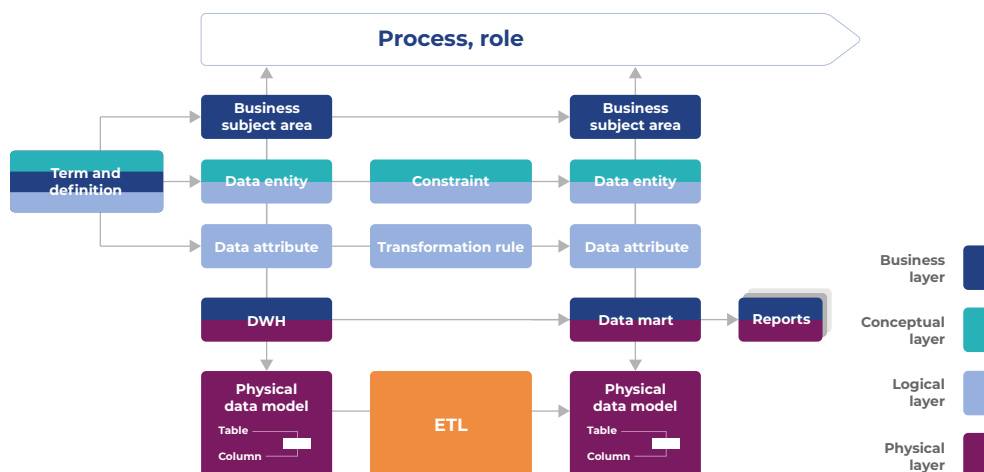 Process, role
Business
subject area
Business
subject area
Term and
definition
Data entity
Constraint
Data entity
Data attribute
Transformation rule
Data attribute
Business
layer
DWH
Data mart
Reports
Conceptual
layer
Physical
data model
Table
Column
ETL
Physical
data model
Table
Column
Logical
layer
Physical
layer